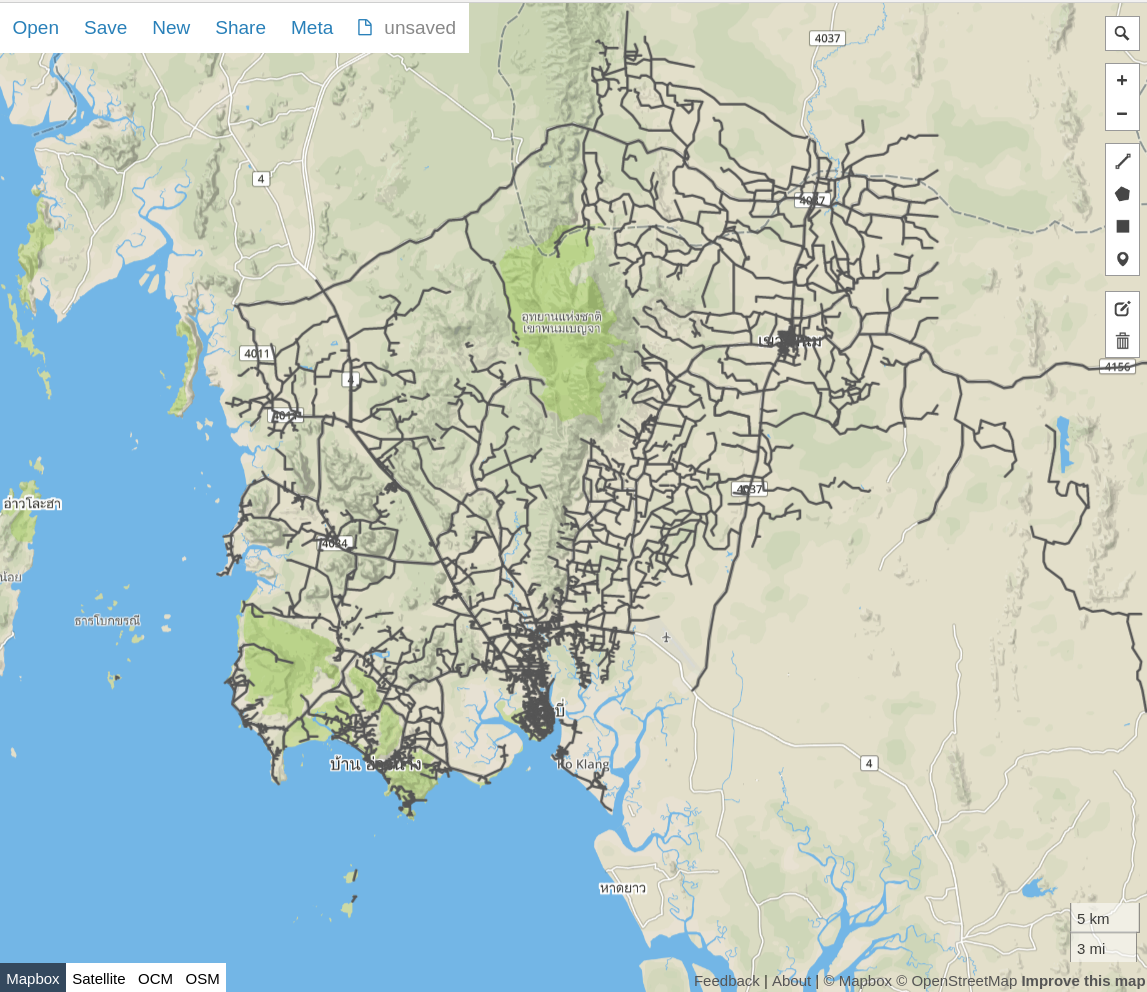 Open Save New Share Meta unsaved
4037
+
−
4
4037
4011
อุทยานแห่งชาติ
เขาพนมเบญจา
4
4156
4037
อ่าวโละฮา
4034
น้อย
ธารโบกขรณี
บี่
บ้าน อ่าวนาง
Ko Klang
4
หาดยาว
5 km
3 mi
Mapbox Satellite OCM OSM
Feedback | About | © Mapbox © OpenStreetMap Improve this map